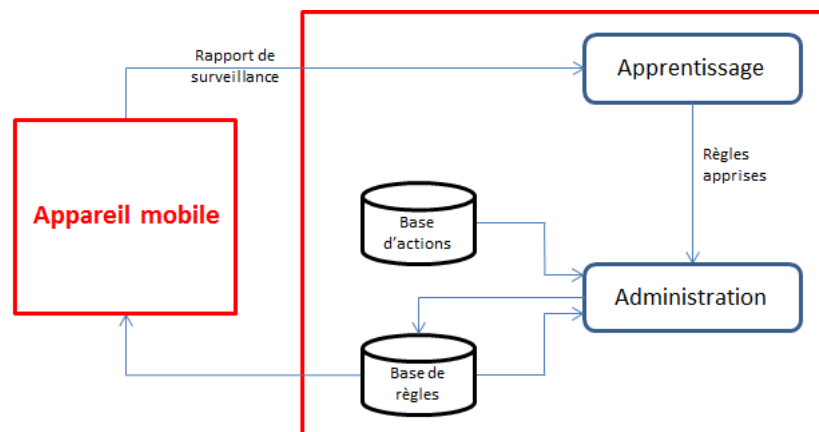 Rapport de
surveillance
Apprentissage
Règles
apprises
Appareil mobile
Base
d'actions
Administration
Base de
règles